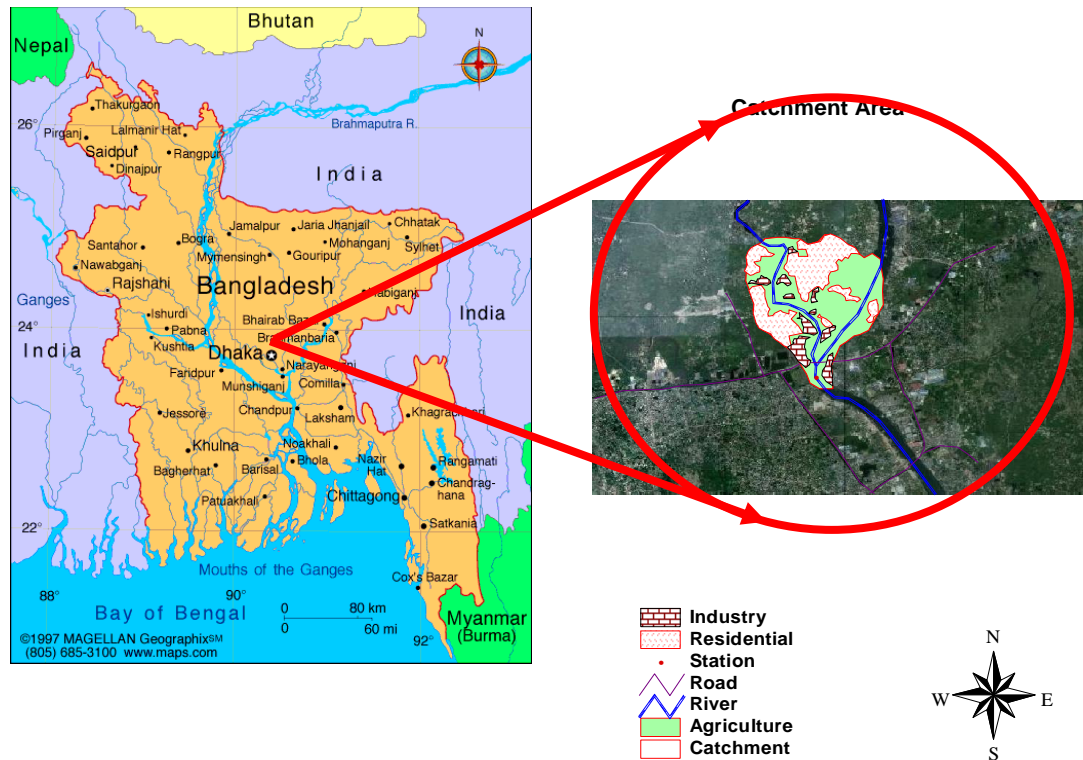 Bhutan
Nepal
N
Thakurgaon
26°
Pirganj
Lalmanir Hat
Brahmaputra R.
Saidpur
Rangpur
Dinajpur
India
Jamalpur
Jaria Jhanjail
Chhatak
Santahor
Bogra
Mohanganj
Sylhet
Mymensingh
Gouripur
Nawabganj
Rajshahi
Bangladesh
Habiganj
Ganges
Ishurdi
India
24°
Pabna
Bhairab Bazar
Kushtia
Brahmanbaria
India
Dhaka
Narayanganj
Faridpur
Munshiganj
Comilla
Jessore
Chandpur
Laksham
Khagrachhari
Khulna
Noakhali
Nazir
Hat
Rangamati
Bagherhat
Barisal
Bhola
Chandrag-
hana
Patuakhali
Chittagong
22°
Satkania
Mouths of the Ganges
Cox's Bazar
88°
90°
Bay of Bengal
0 80 km
0 60 mi
Myanmar
(Burma)
92°
©1997 MAGELLAN Geographix℠
(805) 685-3100 www.maps.com
Catchment Area
Industry
Residential
Station
Road
River
Agriculture
Catchment
N
W E
S